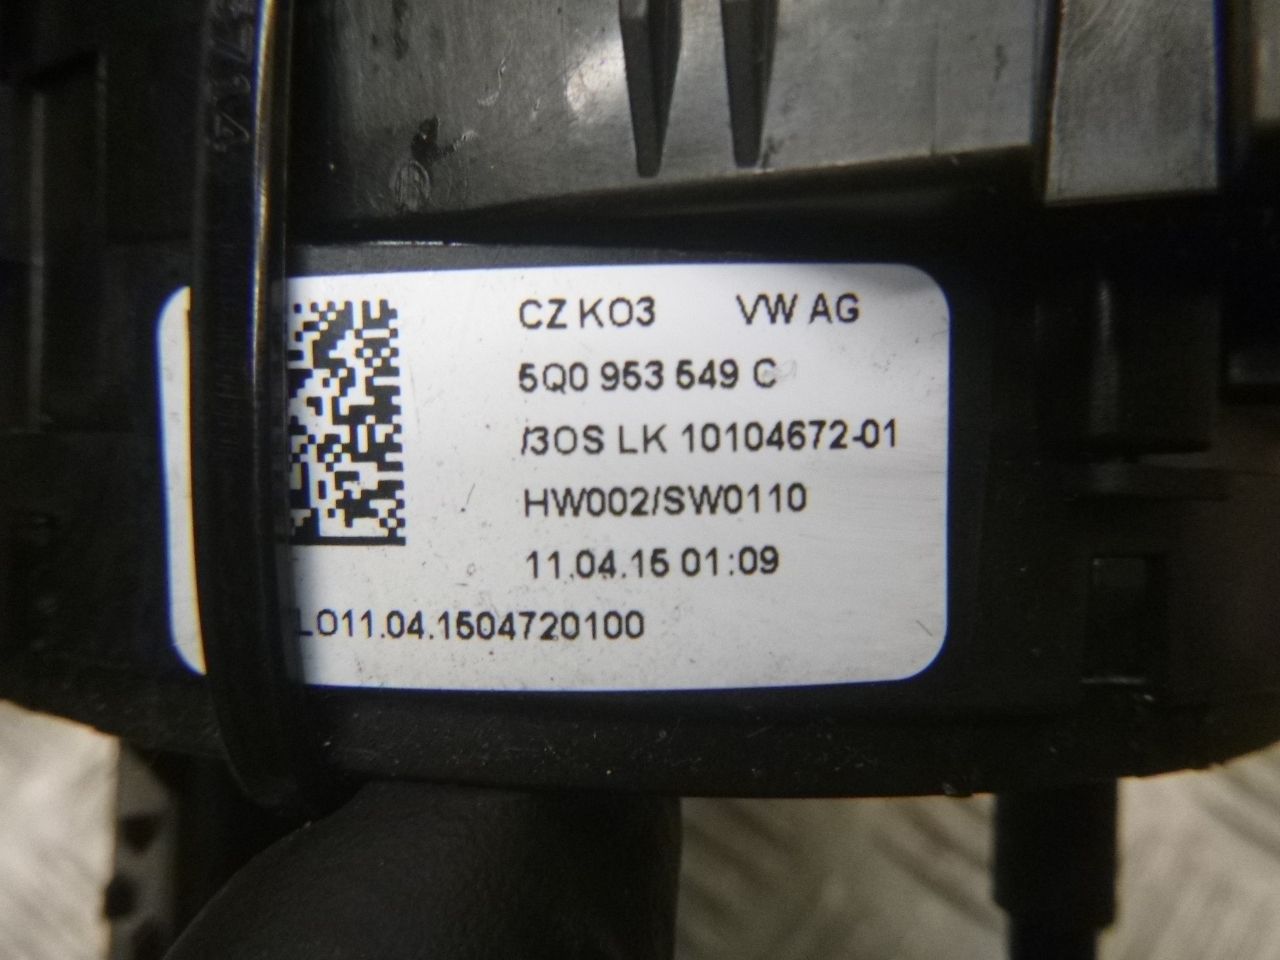 CZ KO3 VW AG
5Q0 953 549 C
/3OS LK 10104672-01
HW002/SW0110
11.04.15 01:09
LO11.04.1504720100